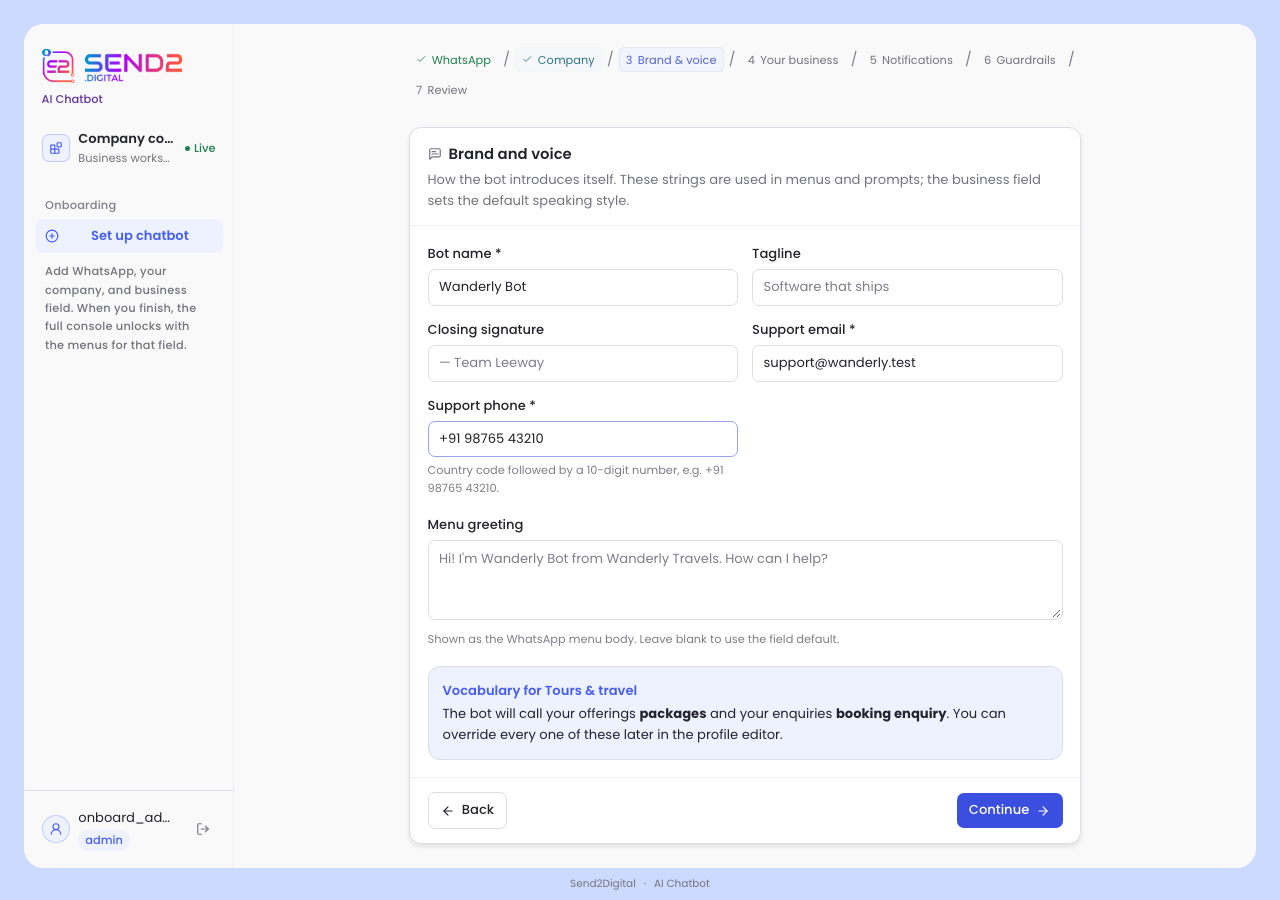 SEND2
.DIGITAL
AI Chatbot
Company co...
Live
Business works...
Onboarding
Set up chatbot
Add WhatsApp, your
company, and business
field. When you finish, the
full console unlocks with
the menus for that field.
onboard_ad...
admin
WhatsApp / Company / 3 Brand & voice / 4 Your business / 5 Notifications / 6 Guardrails /
7 Review
Brand and voice
How the bot introduces itself. These strings are used in menus and prompts; the business field
sets the default speaking style.
Bot name *
Tagline
Wanderly Bot
Software that ships
Closing signature
Support email *
— Team Leeway
support@wanderly.test
Support phone *
+91 98765 43210
Country code followed by a 10-digit number, e.g. +91
98765 43210.
Menu greeting
Hi! I'm Wanderly Bot from Wanderly Travels. How can I help?
Shown as the WhatsApp menu body. Leave blank to use the field default.
Vocabulary for Tours & travel
The bot will call your offerings packages and your enquiries booking enquiry. You can
override every one of these later in the profile editor.
Back
Continue
Send2Digital · AI Chatbot